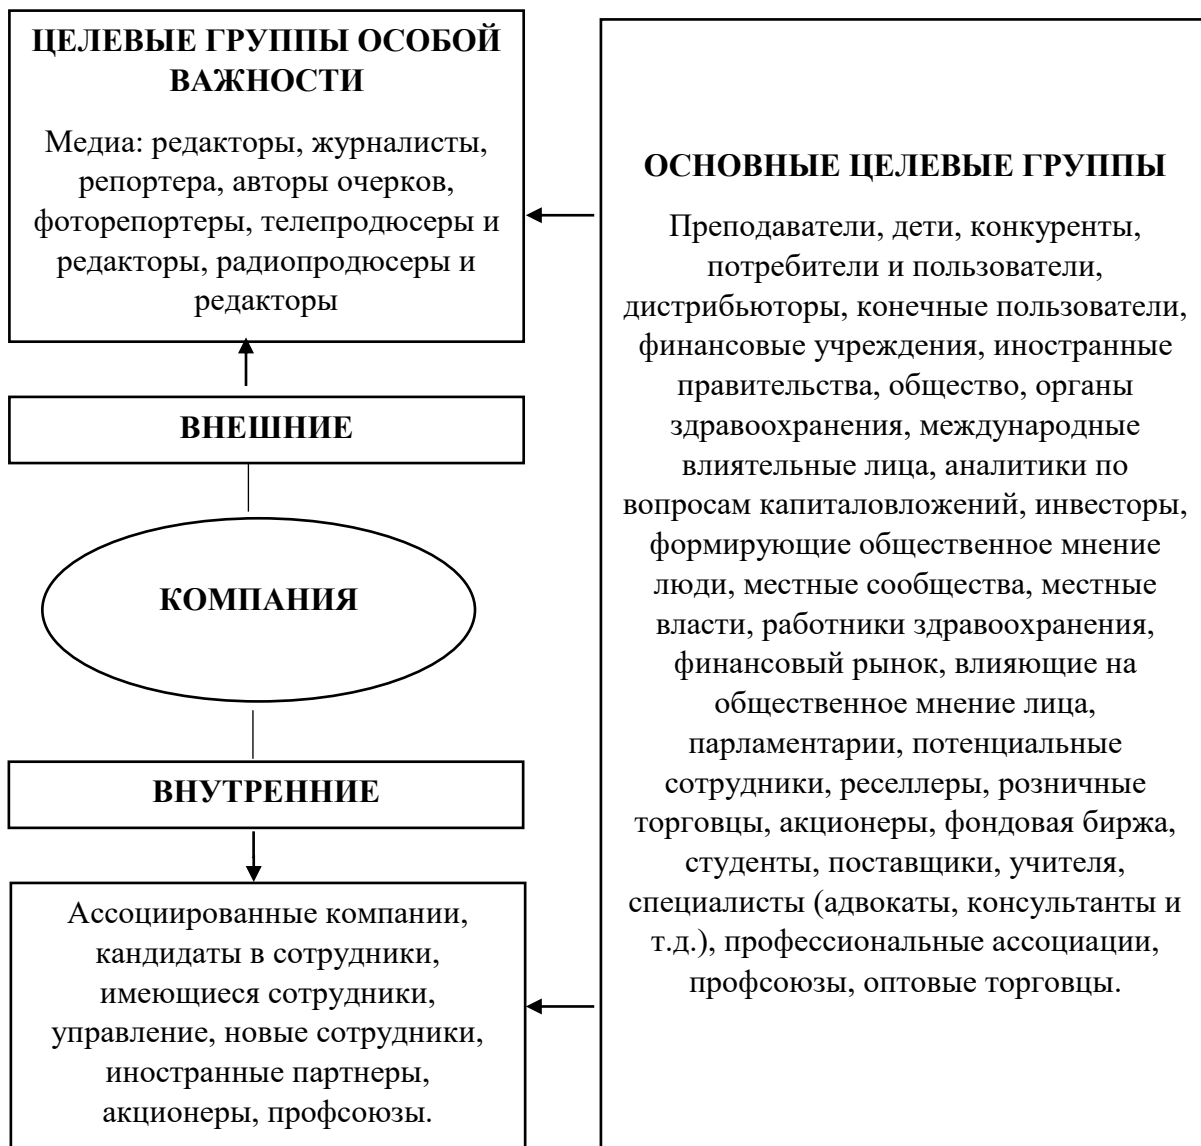 ЦЕЛЕВЫЕ ГРУППЫ ОСОБОЙ
ВАЖНОСТИ
Медиа: редакторы, журналисты,
репортера, авторы очерков,
фоторепортеры, телепродюсеры и
редакторы, радиопродюсеры и
редакторы
ВНЕШНИЕ
КОМПАНИЯ
ВНУТРЕННИЕ
Ассоциированные компании,
кандидаты в сотрудники,
имеющиеся сотрудники,
управление, новые сотрудники,
иностранные партнеры,
акционеры, профсоюзы.
ОСНОВНЫЕ ЦЕЛЕВЫЕ ГРУППЫ
Преподаватели, дети, конкуренты,
потребители и пользователи,
дистрибьюторы, конечные пользователи,
финансовые учреждения, иностранные
правительства, общество, органы
здравоохранения, международные
влиятельные лица, аналитики по
вопросам капиталовложений, инвесторы,
формирующие общественное мнение
люди, местные сообщества, местные
власти, работники здравоохранения,
финансовый рынок, влияющие на
общественное мнение лица,
парламентарии, потенциальные
сотрудники, реселлеры, розничные
торговцы, акционеры, фондовая биржа,
студенты, поставщики, учителя,
специалисты (адвокаты, консультанты и
т.д.), профессиональные ассоциации,
профсоюзы, оптовые торговцы.